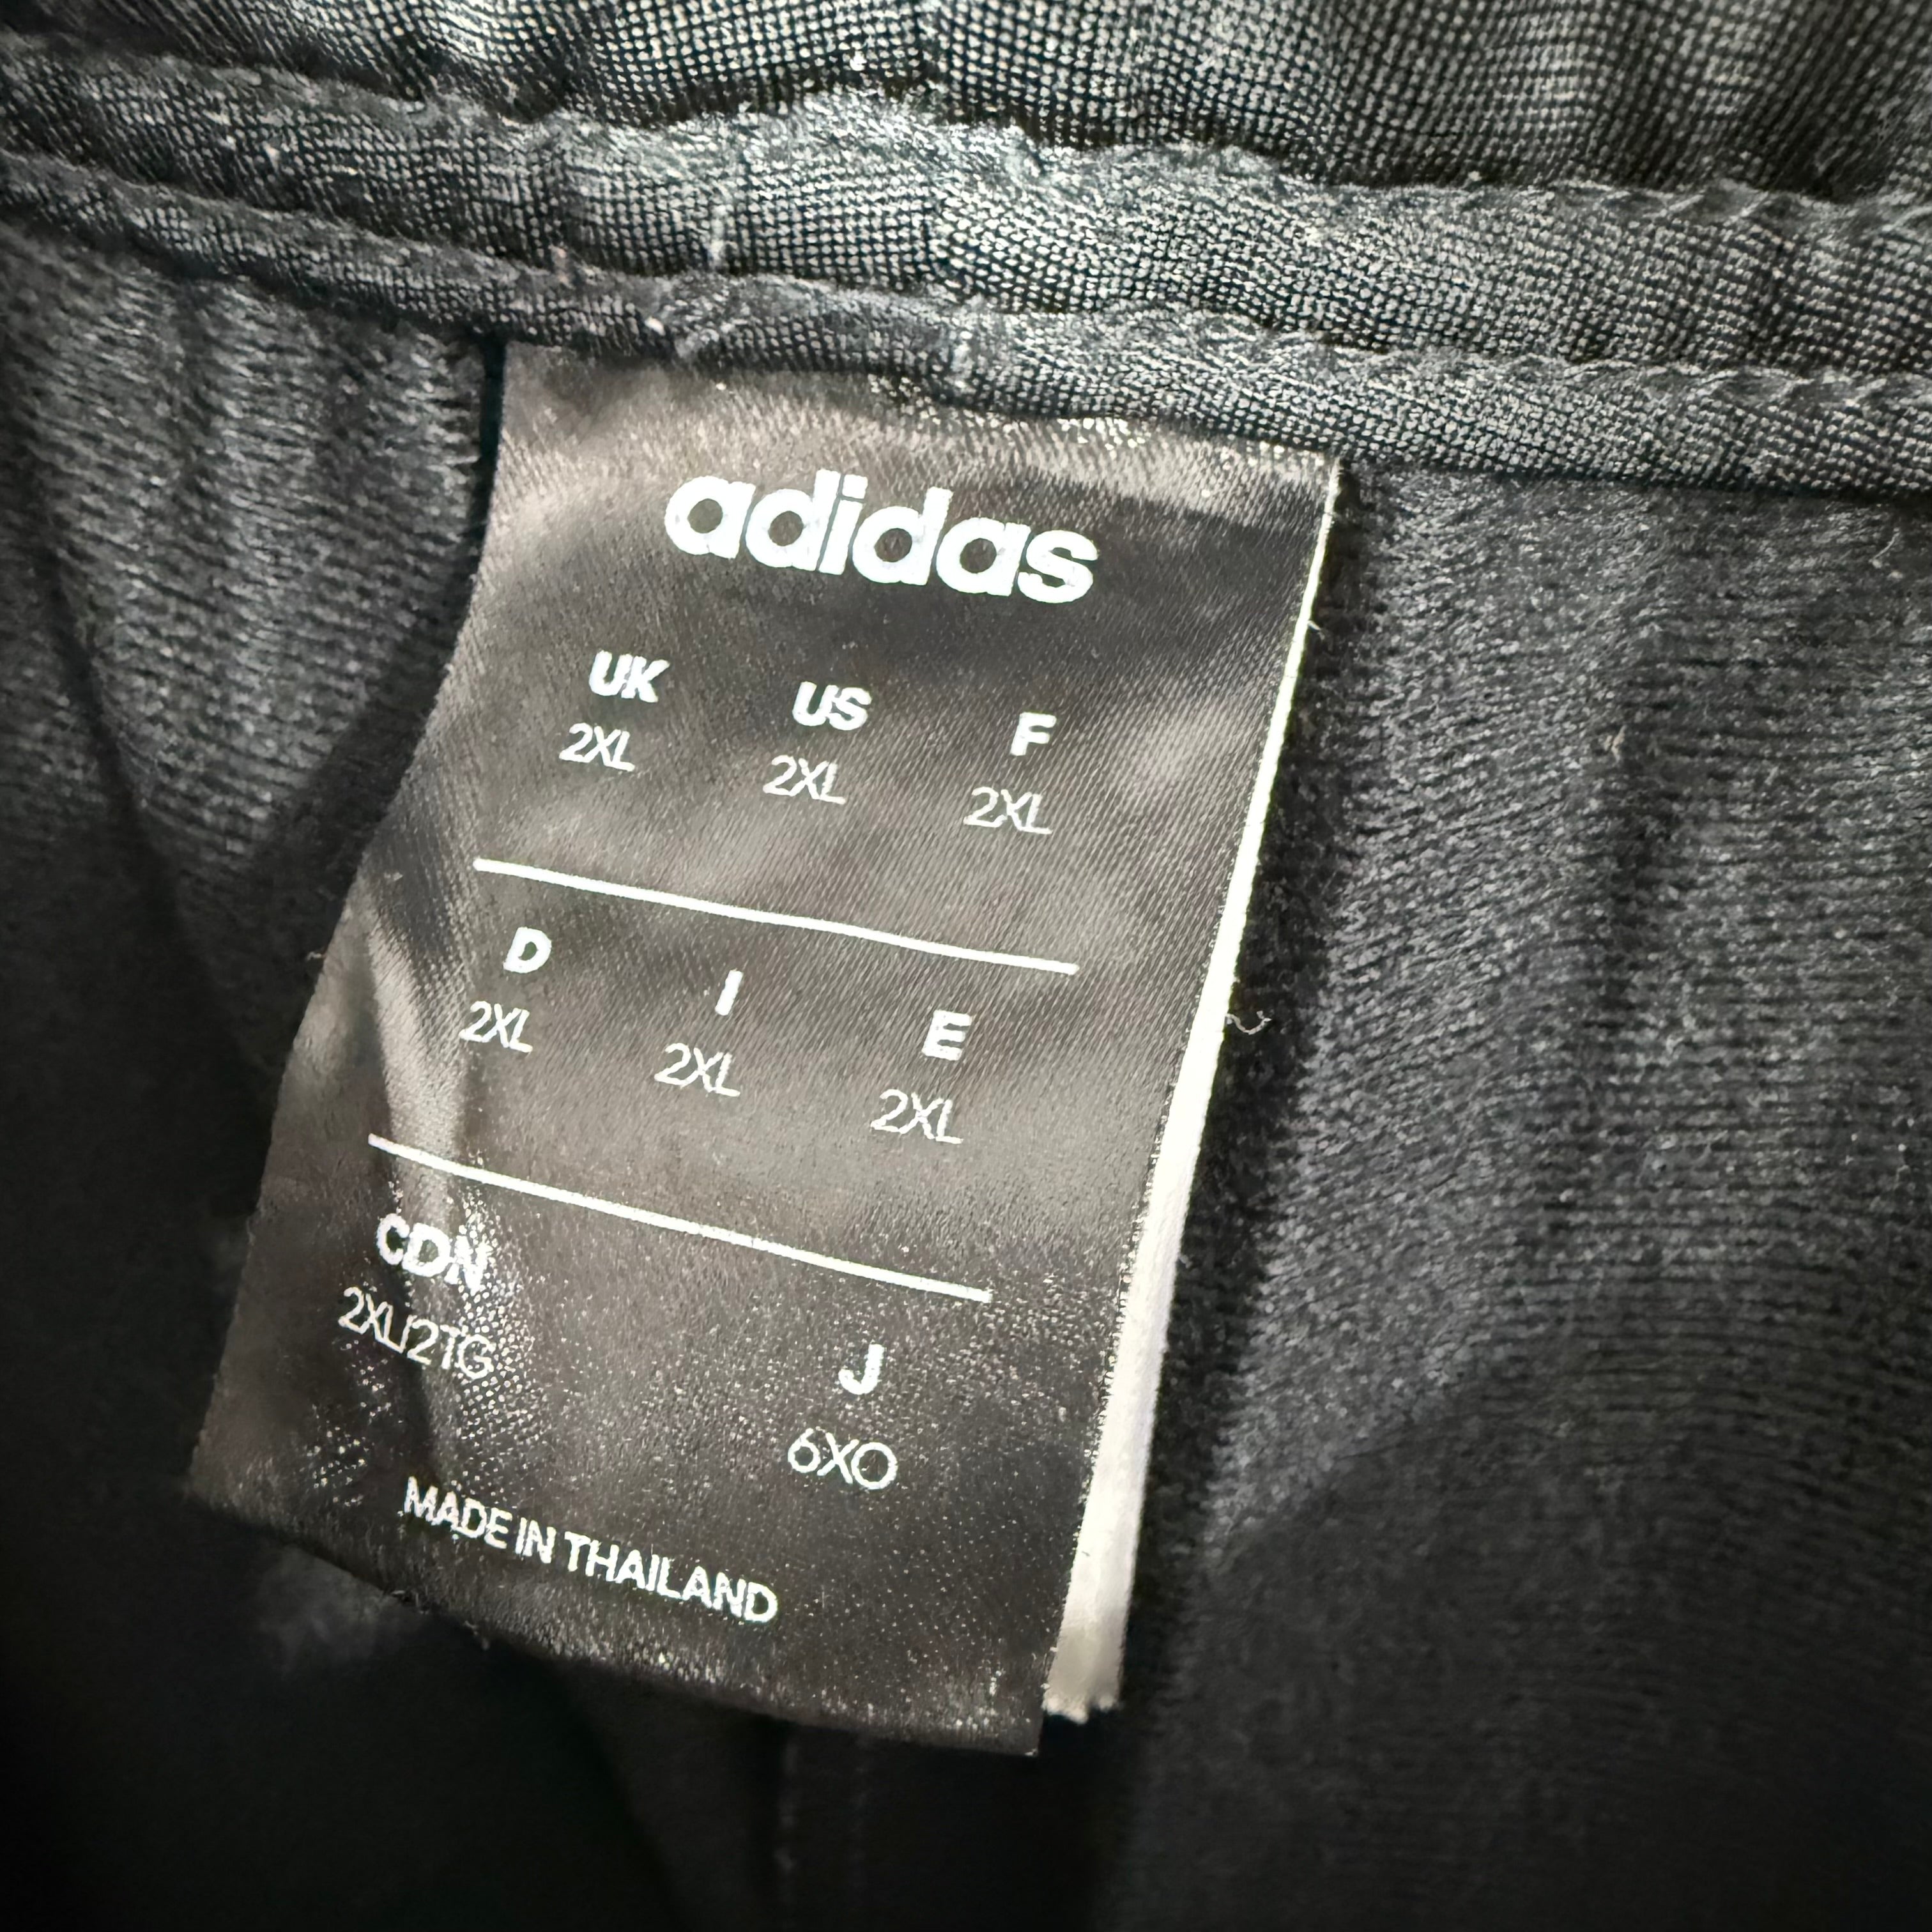 adidas
UK US F
2XL 2XL 2XL
D I E
2XL 2XL 2XL
CDN J
2XL/2TG 6XO
MADE IN THAILAND